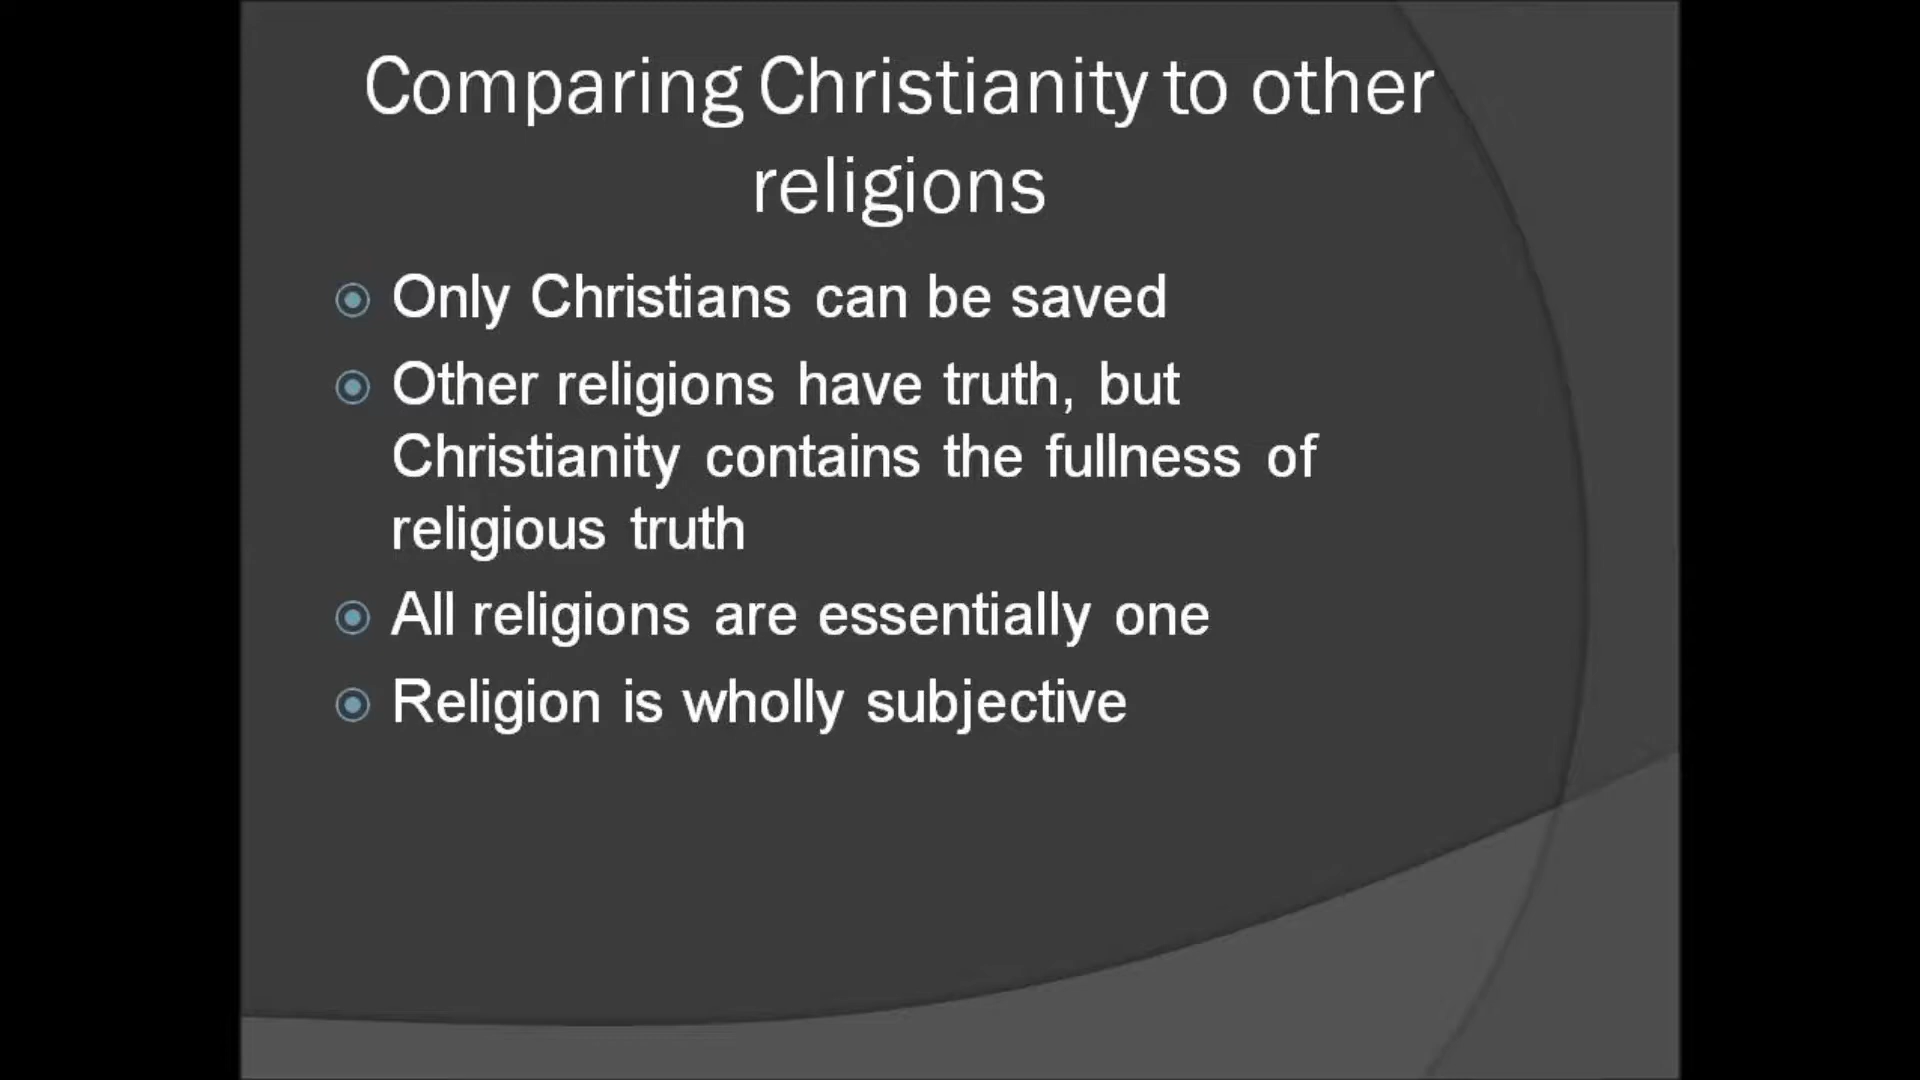 Comparing Christianity to other
religions
Only Christians can be saved
Other religions have truth, but
Christianity contains the fullness of
religious truth
All religions are essentially one
Religion is wholly subjective